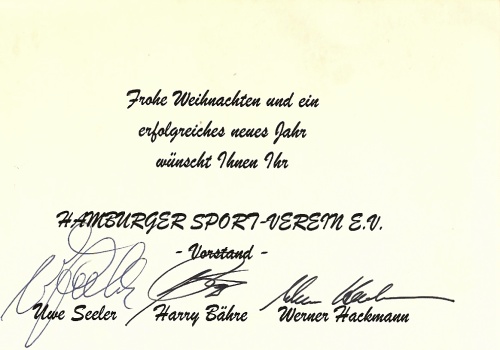 Frohe Weihnachten und ein
erfolgreiches neues Jahr
wünscht Ihnen Ihr
HAMBURGER SPORT-VEREIN E.V.
- Vorstand -
Uwe Seeler Harry Bähre Werner Hackmann